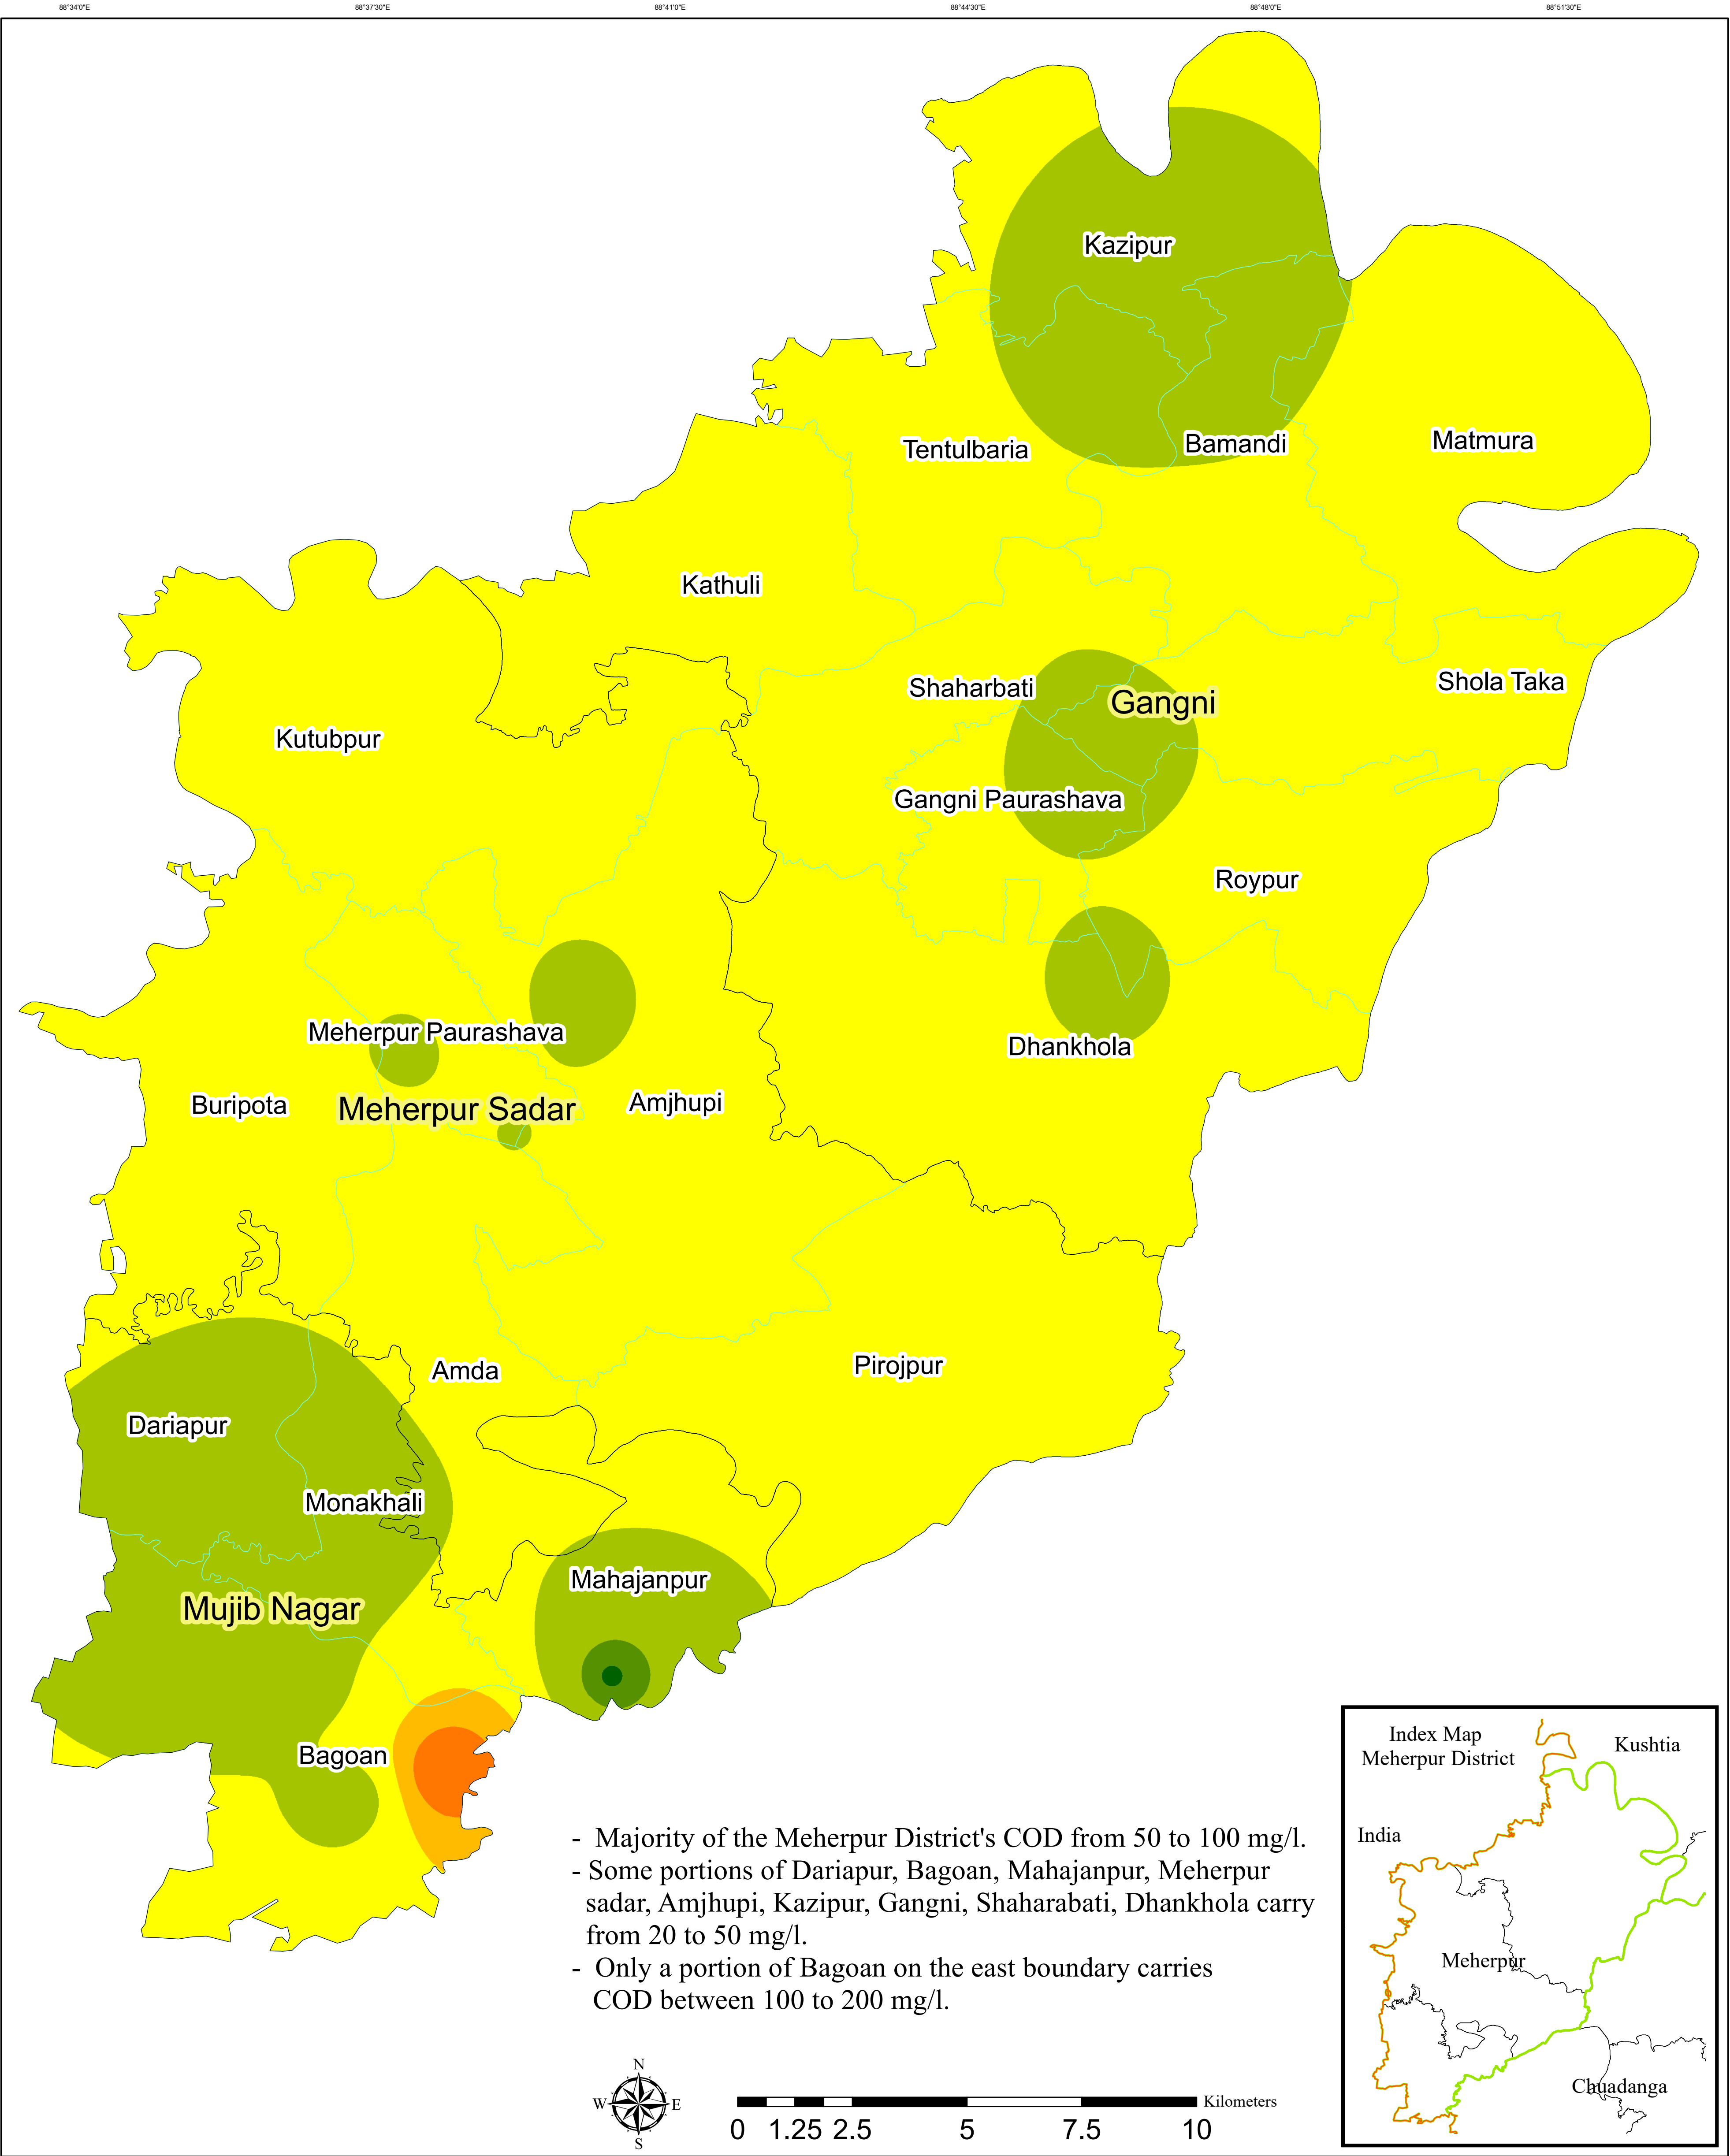 88°34'0"E
88°37'30"E
88°41'0"E
88°44'30"E
88°48'0"E
88°51'30"E
Kazipur
Tentulbaria
Bamandi
Matmura
Kathuli
Shaharbati
Gangni
Shola Taka
Kutubpur
Gangni Paurashava
Roypur
Meherpur Paurashava
Dhankhola
Buripota
Meherpur Sadar
Amjhupi
Amda
Pirojpur
Dariapur
Monakhali
Mahajanpur
Mujib Nagar
Bagoan
- Majority of the Meherpur District's COD from 50 to 100 mg/l.
- Some portions of Dariapur, Bagoan, Mahajanpur, Meherpur
sadar, Amjhupi, Kazipur, Gangni, Shaharabati, Dhankhola carry
from 20 to 50 mg/l.
- Only a portion of Bagoan on the east boundary carries
COD between 100 to 200 mg/l.
N
W E
S
Kilometers
0 1.25 2.5 5 7.5 10
Index Map
Meherpur District
Kushtia
India
Meherpur
Chuadanga